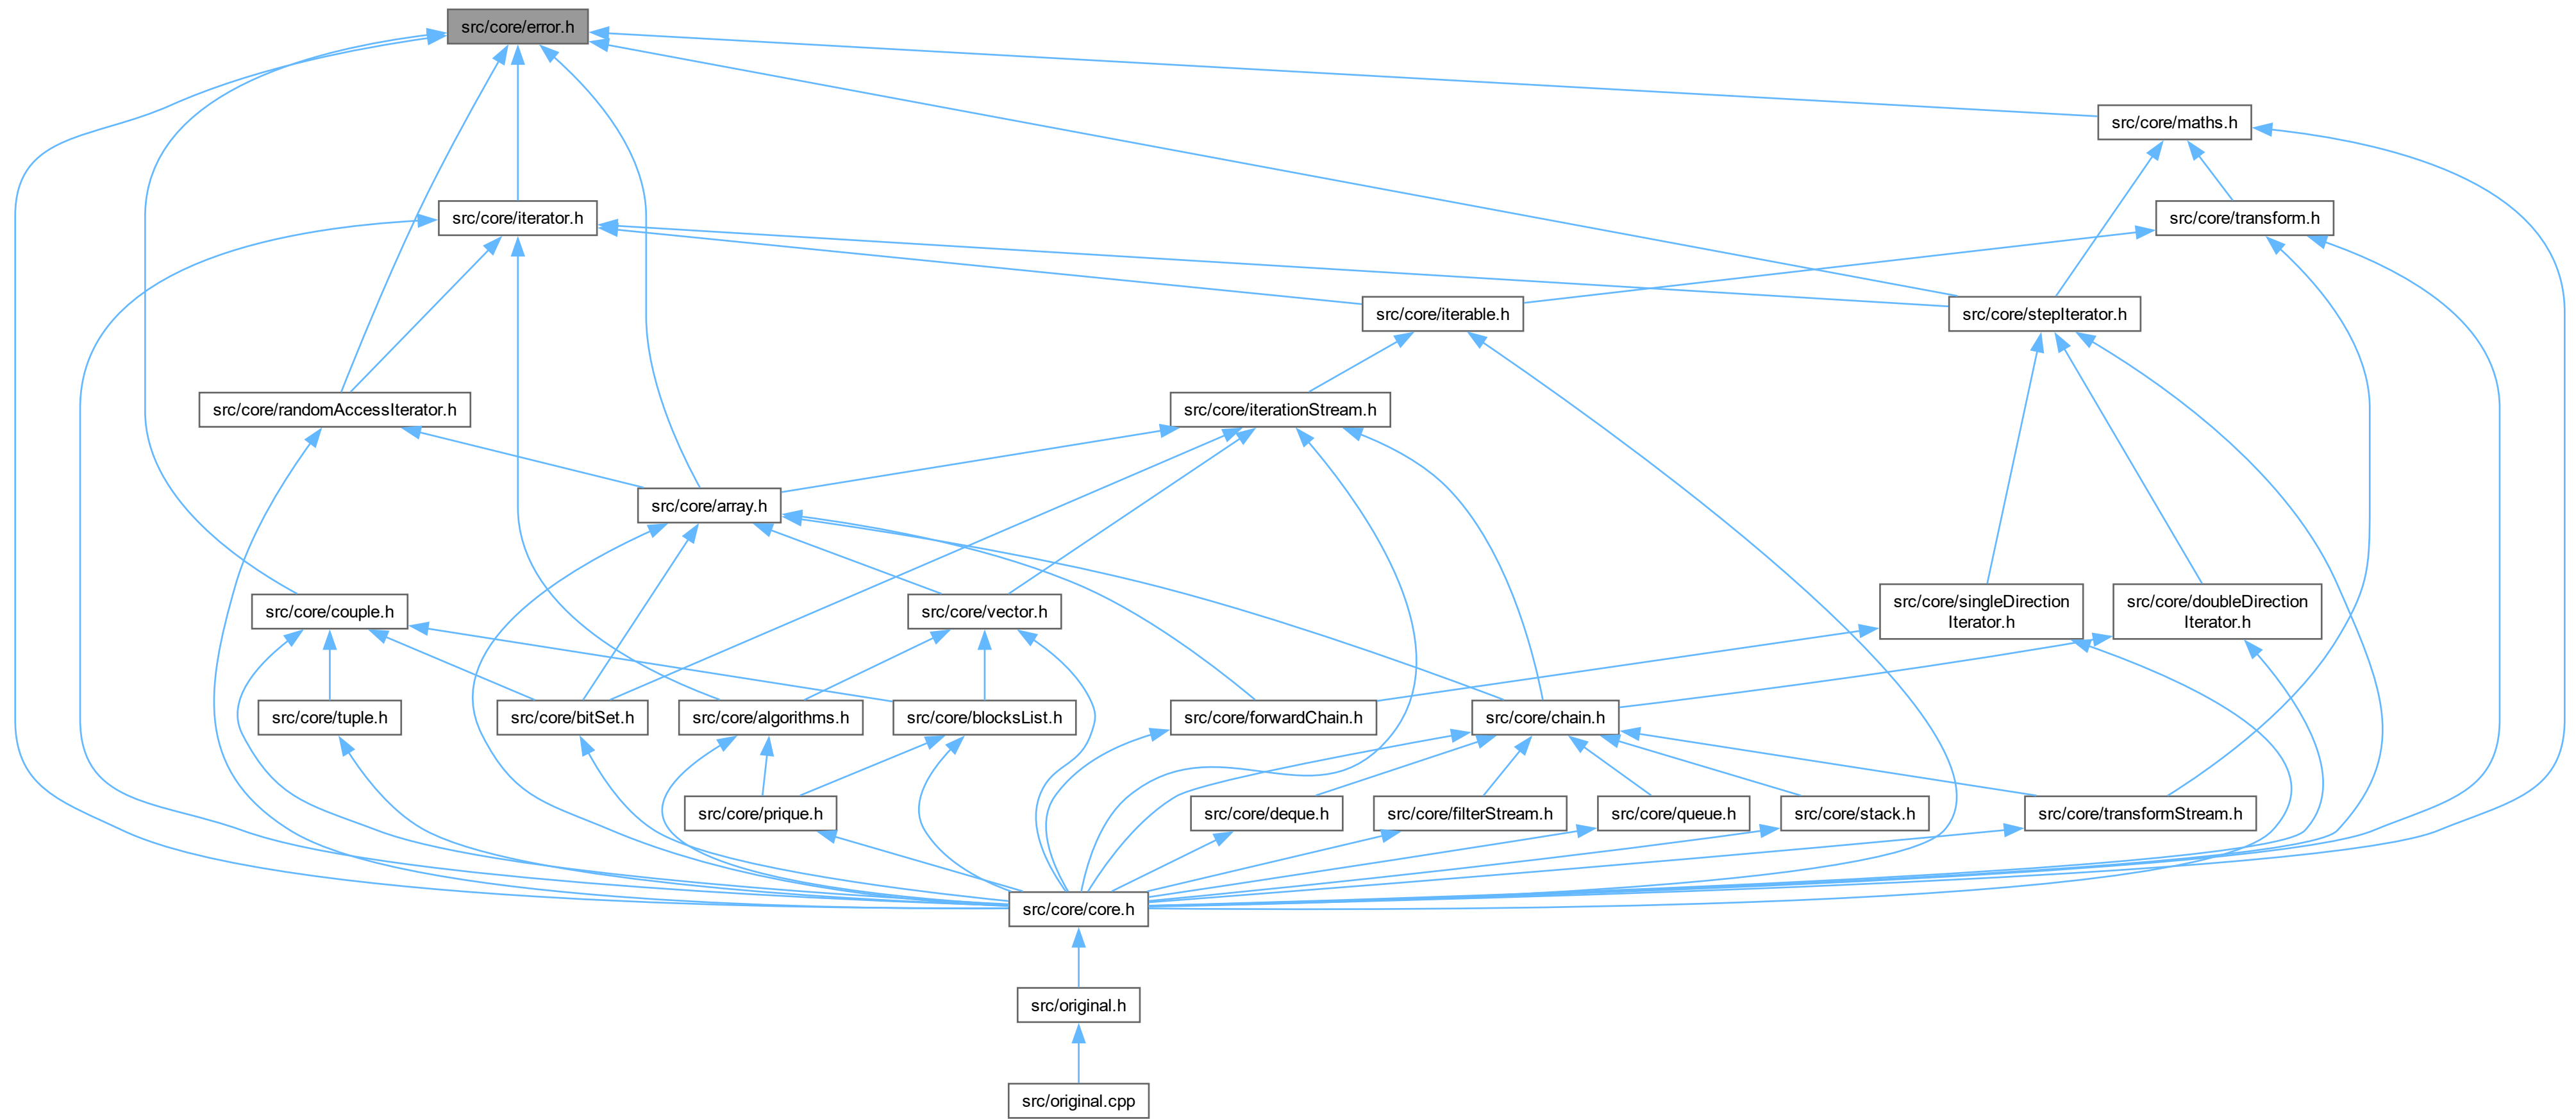 src/core/error.h
src/core/maths.h
src/core/iterator.h
src/core/transform.h
src/core/iterable.h
src/core/stepIterator.h
src/core/randomAccessIterator.h
src/core/iterationStream.h
src/core/array.h
src/core/couple.h
src/core/vector.h
src/core/singleDirection
Iterator.h
src/core/doubleDirection
Iterator.h
src/core/tuple.h
src/core/bitSet.h
src/core/algorithms.h
src/core/blocksList.h
src/core/forwardChain.h
src/core/chain.h
src/core/prique.h
src/core/deque.h
src/core/filterStream.h
src/core/queue.h
src/core/stack.h
src/core/transformStream.h
src/core/core.h
src/original.h
src/original.cpp